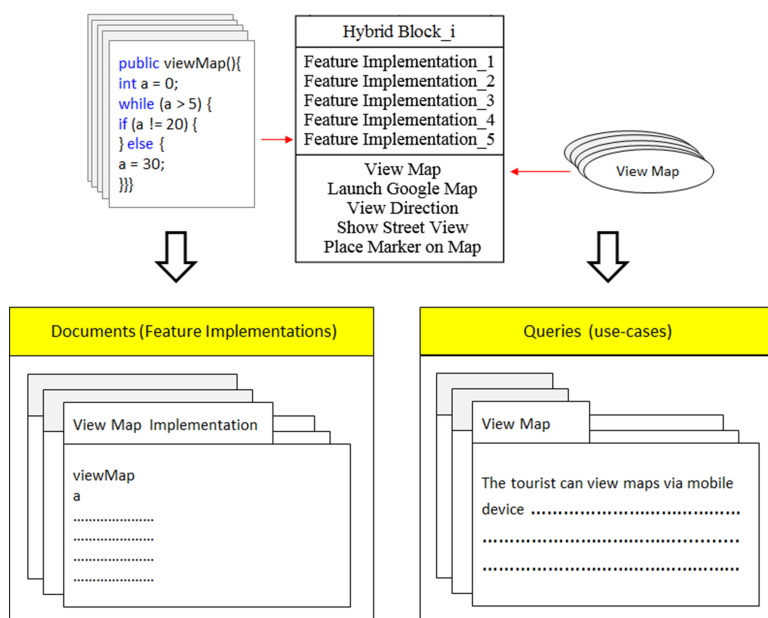 public viewMap(){
int a = 0;
while (a > 5) {
if (a != 20) {
} else {
a = 30;
}}}
Hybrid Block_i
Feature Implementation_1
Feature Implementation_2
Feature Implementation_3
Feature Implementation_4
Feature Implementation_5
View Map
Launch Google Map
View Direction
Show Street View
Place Marker on Map
View Map
Documents (Feature Implementations)
View Map Implementation
viewMap
a
.....................
.....................
.....................
.....................
Queries (use-cases)
View Map
The tourist can view maps via mobile
device .......................................
................................................
................................................